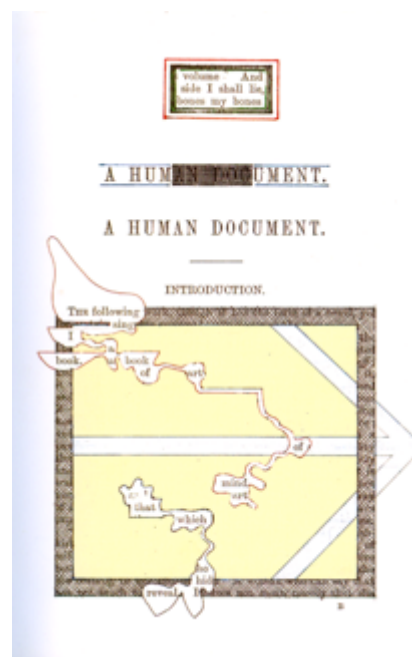 volume And
side I shall lie,
bones my bones
A HUMAN DOCUMENT.
A HUMAN DOCUMENT.
INTRODUCTION.
THE following
sing
I
a
book
book
of
art
of
mind
art
that
which
he
hid
reveal I
B